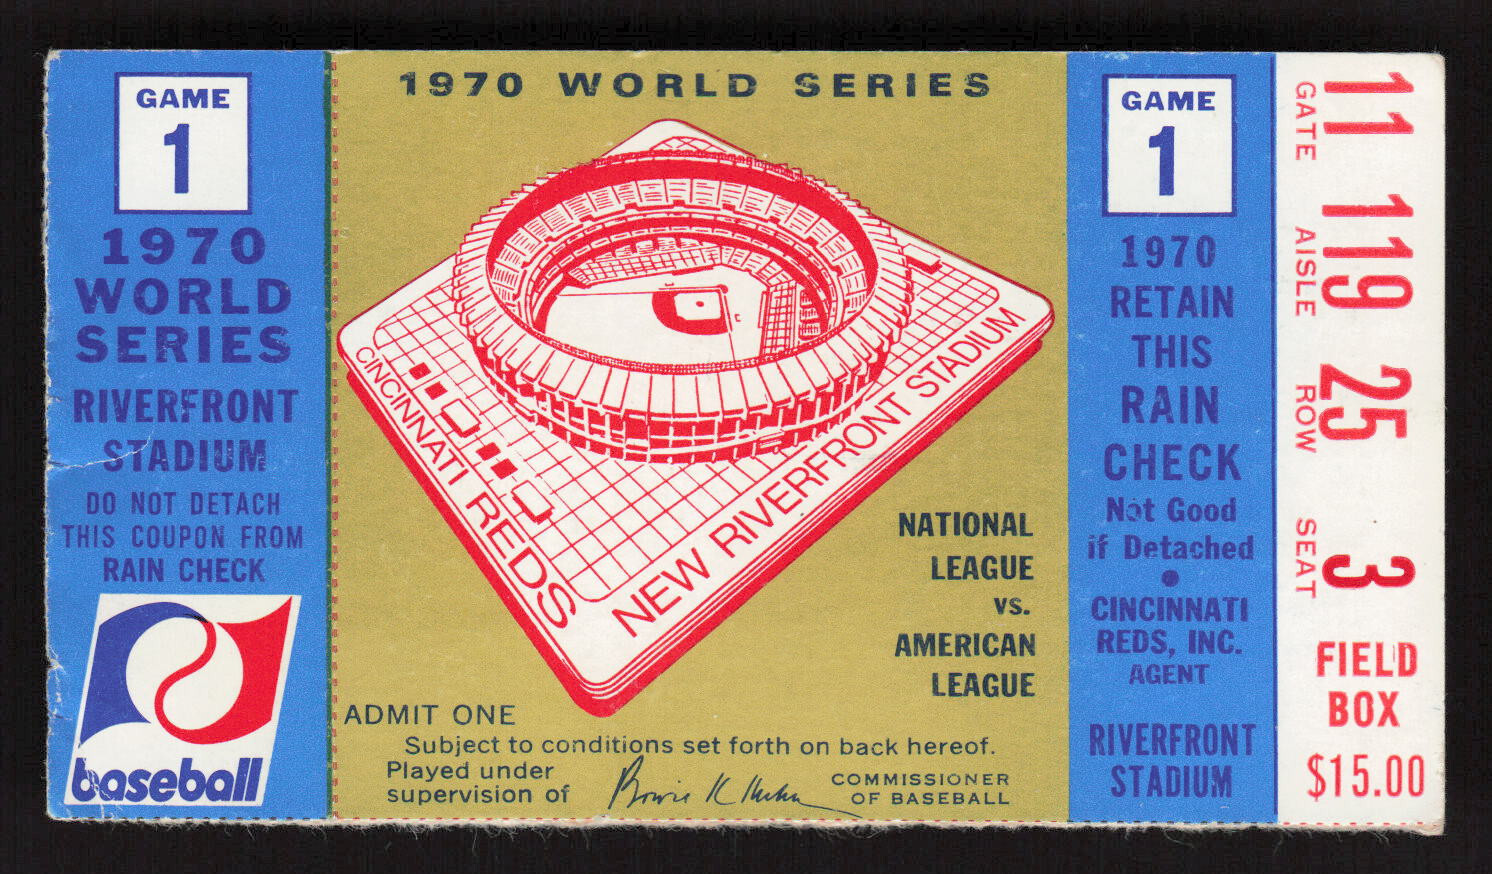 GAME
1
1970
WORLD
SERIES
RIVERFRONT
STADIUM
DO NOT DETACH
THIS COUPON FROM
RAIN CHECK
baseball
1970 WORLD SERIES
CINCINNATI REDS
NEW RIVERFRONT STADIUM
NATIONAL
LEAGUE
vs.
AMERICAN
LEAGUE
ADMIT ONE
Subject to conditions set forth on back hereof.
Played under
supervision of
Bowie K Kuhn
COMMISSIONER
OF BASEBALL
GAME
1
1970
RETAIN
THIS
RAIN
CHECK
Not Good
if Detached
●
CINCINNATI
REDS, INC.
AGENT
RIVERFRONT
STADIUM
GATE 11
AISLE 119
ROW 25
SEAT 3
FIELD
BOX
$15.00